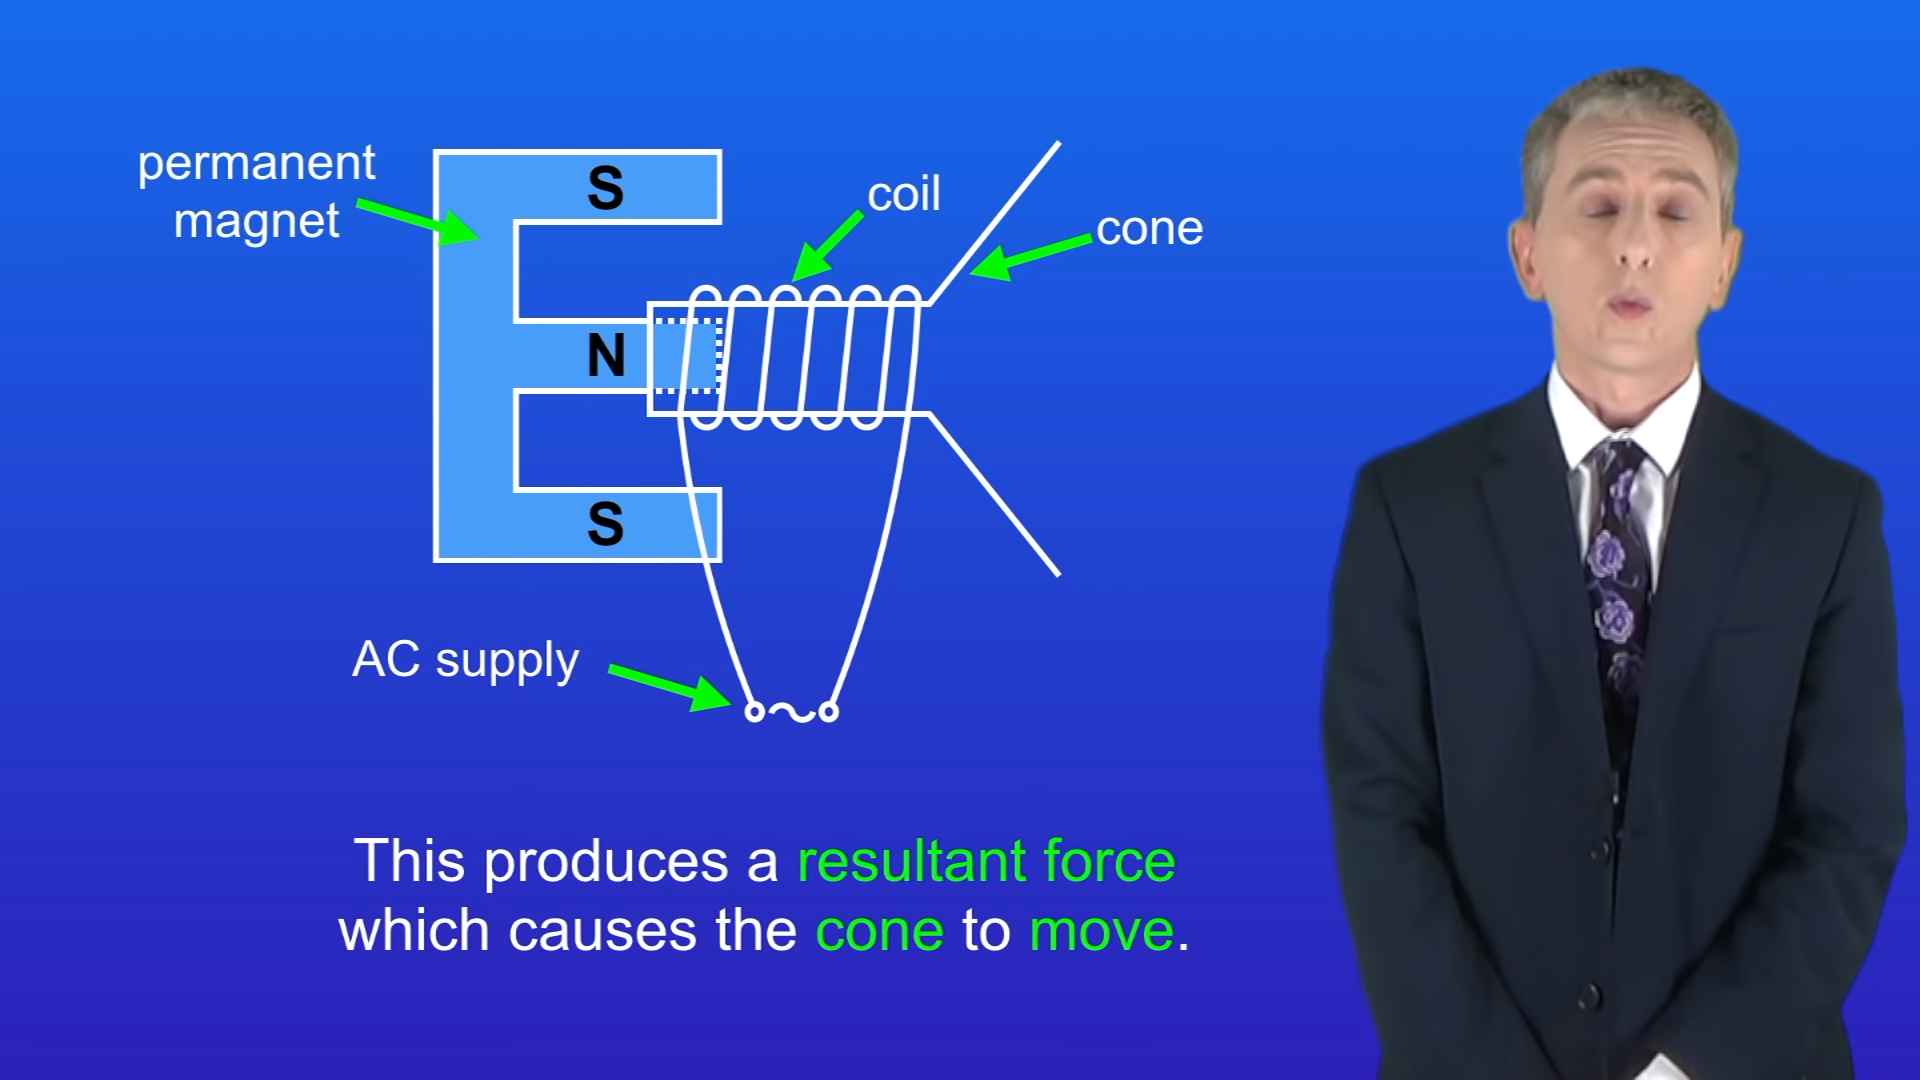 permanent
magnet
S
coil
cone
N
S
AC supply
This produces a resultant force
which causes the cone to move.